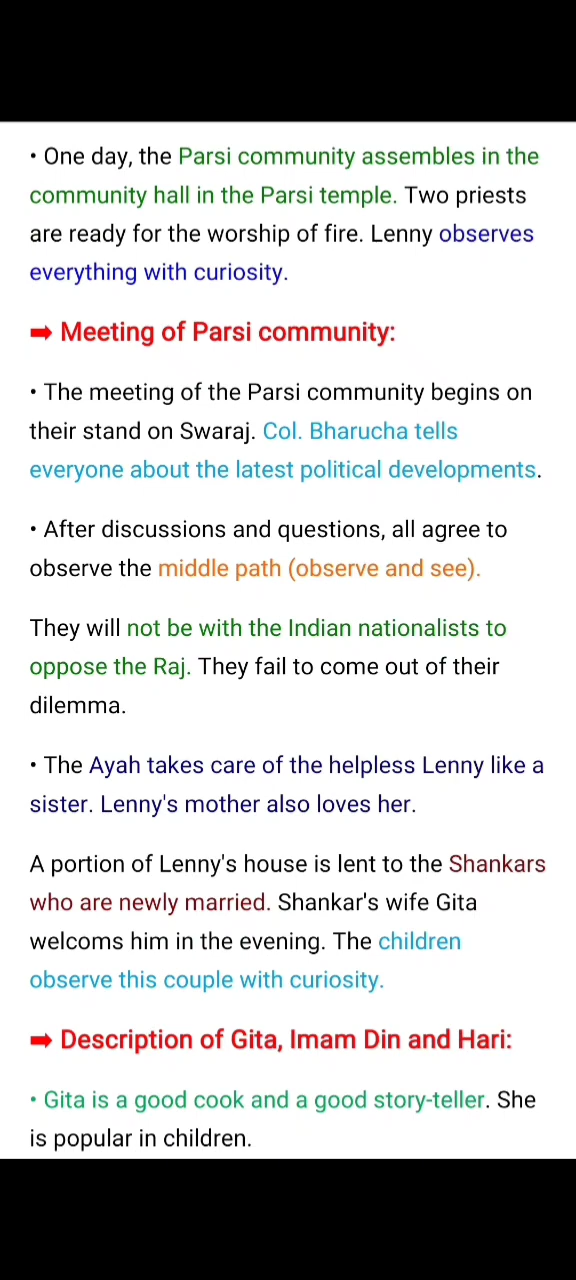 • One day, the Parsi community assembles in the
community hall in the Parsi temple. Two priests
are ready for the worship of fire. Lenny observes
everything with curiosity.
➡ Meeting of Parsi community:
• The meeting of the Parsi community begins on
their stand on Swaraj. Col. Bharucha tells
everyone about the latest political developments.
• After discussions and questions, all agree to
observe the middle path (observe and see).
They will not be with the Indian nationalists to
oppose the Raj. They fail to come out of their
dilemma.
• The Ayah takes care of the helpless Lenny like a
sister. Lenny's mother also loves her.
A portion of Lenny's house is lent to the Shankars
who are newly married. Shankar's wife Gita
welcoms him in the evening. The children
observe this couple with curiosity.
➡ Description of Gita, Imam Din and Hari:
• Gita is a good cook and a good story-teller. She
is popular in children.